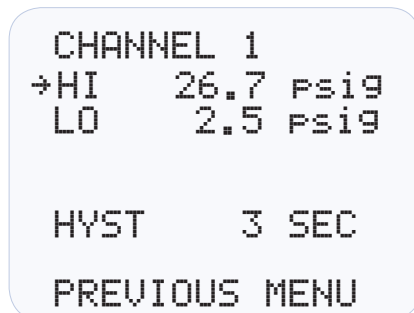 CHANNEL 1
→HI 26.7 psig
LO 2.5 psig
HYST 3 SEC
PREVIOUS MENU